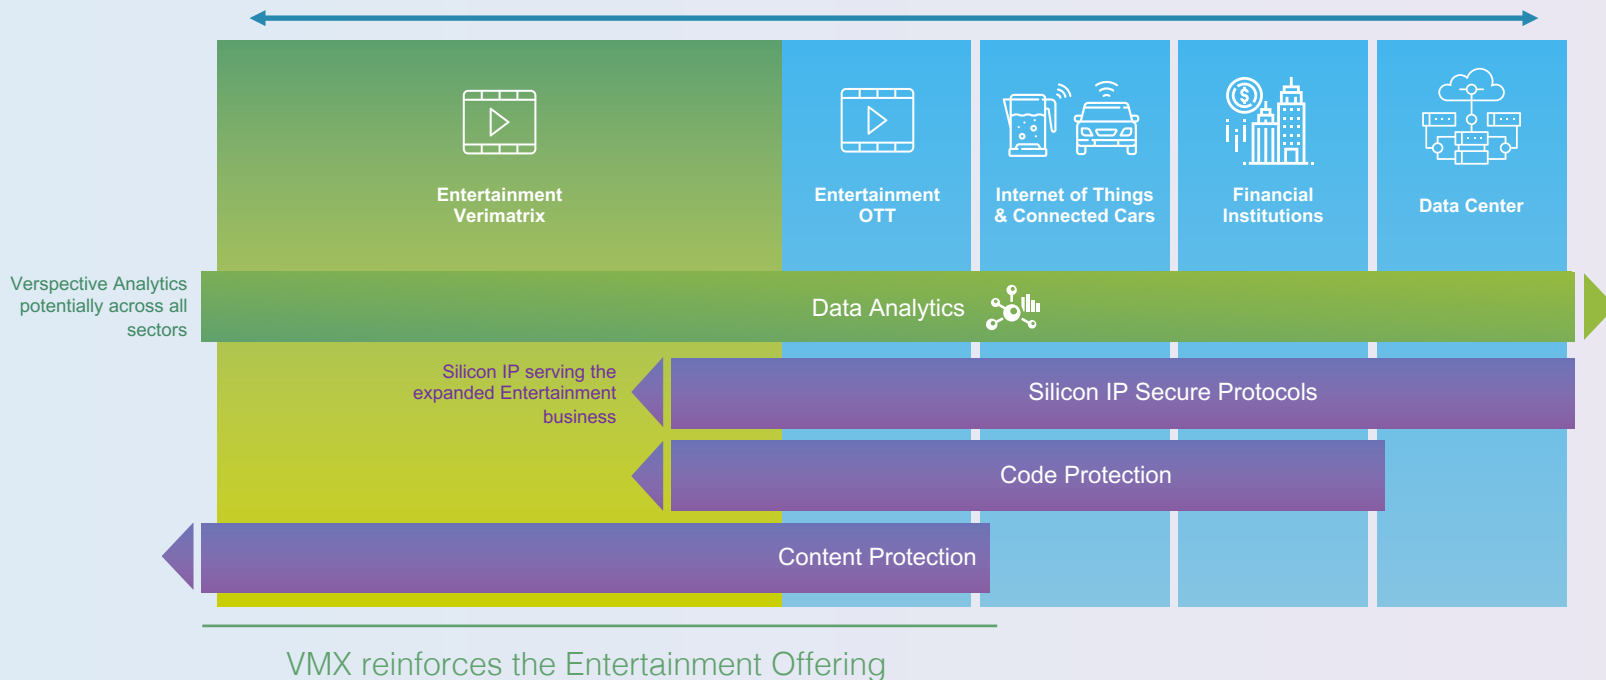 Entertainment
Verimatrix
Entertainment
OTT
Internet of Things
& Connected Cars
Financial
Institutions
Data Center
Verspective Analytics
potentially across all
sectors
Data Analytics
Silicon IP serving the
expanded Entertainment
business
Silicon IP Secure Protocols
Code Protection
Content Protection
VMX reinforces the Entertainment Offering